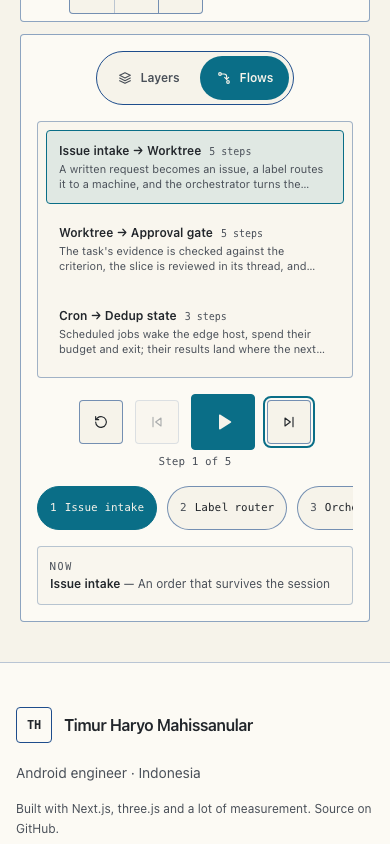 Layers
Flows
Issue intake → Worktree 5 steps
A written request becomes an issue, a label routes
it to a machine, and the orchestrator turns the…
Worktree → Approval gate 5 steps
The task's evidence is checked against the
criterion, the slice is reviewed in its thread, and…
Cron → Dedup state 3 steps
Scheduled jobs wake the edge host, spend their
budget and exit; their results land where the next…
Step 1 of 5
1 Issue intake
2 Label router
3 Orche
NOW
Issue intake — An order that survives the session
TH
Timur Haryo Mahissanular
Android engineer · Indonesia
Built with Next.js, three.js and a lot of measurement. Source on
GitHub.